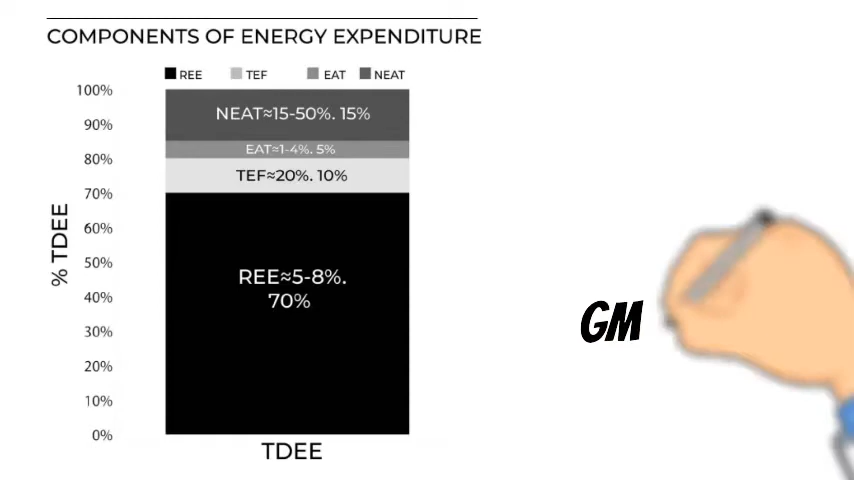 COMPONENTS OF ENERGY EXPENDITURE
REE TEF EAT NEAT
100%
90%
80%
70%
60%
50%
40%
30%
20%
10%
0%
% TDEE
NEAT≈15-50%. 15%
EAT≈1-4%. 5%
TEF≈20%. 10%
REE≈5-8%.
70%
TDEE
GM